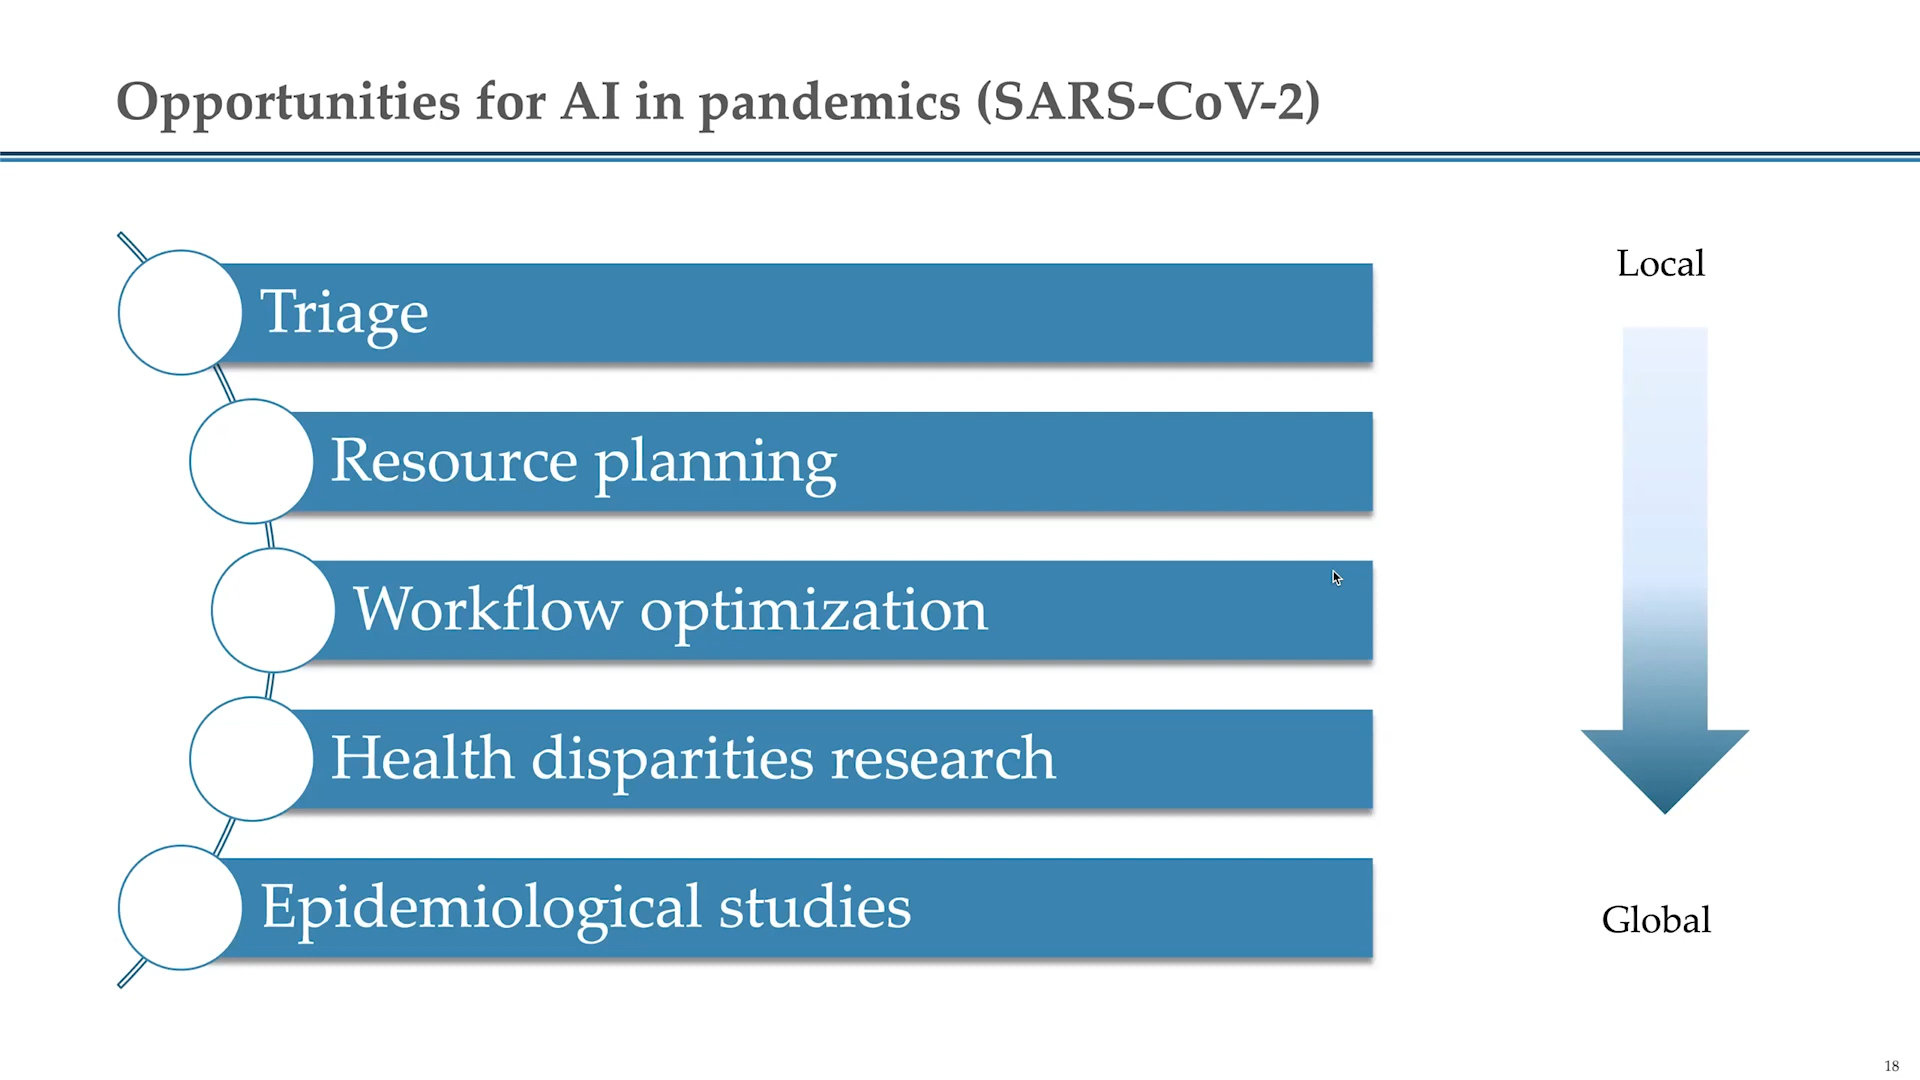 Opportunities for AI in pandemics (SARS-CoV-2)
Triage
Resource planning
Workflow optimization
Health disparities research
Epidemiological studies
Local
Global
18